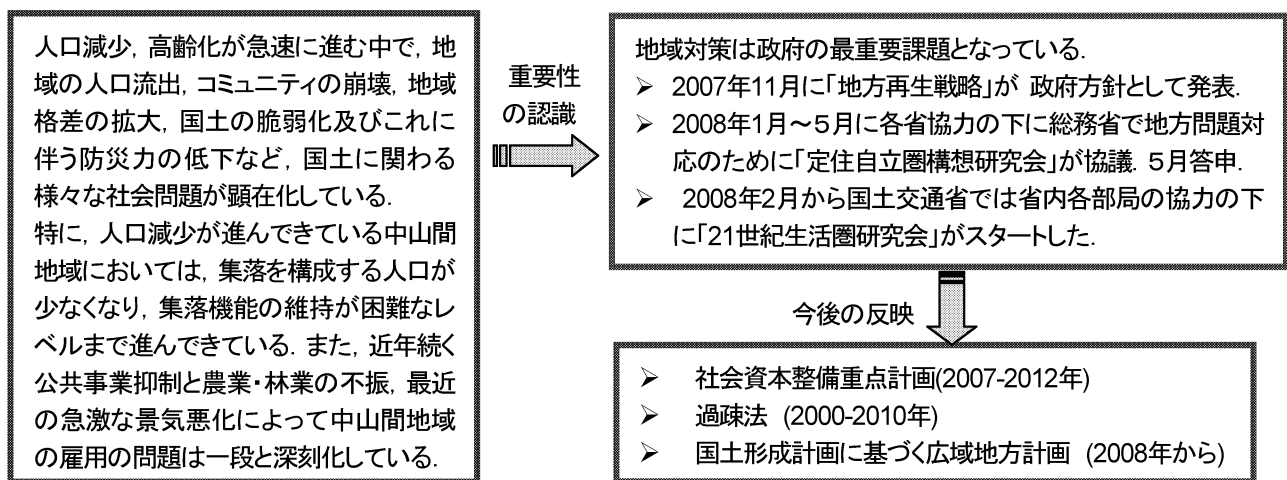 人口減少，高齢化が急速に進む中で，地
域の人口流出，コミュニティの崩壊，地域
格差の拡大，国土の脆弱化及びこれに
伴う防災力の低下など，国土に関わる
様々な社会問題が顕在化している．
特に，人口減少が進んできている中山間
地域においては，集落を構成する人口が
少なくなり，集落機能の維持が困難なレ
ベルまで進んできている．また，近年続く
公共事業抑制と農業・林業の不振，最近
の急激な景気悪化によって中山間地域
の雇用の問題は一段と深刻化している．
重要性
の認識
地域対策は政府の最重要課題となっている．
➢ 2007年11月に「地方再生戦略」が 政府方針として発表．
➢ 2008年1月～５月に各省協力の下に総務省で地方問題対
応のために「定住自立圏構想研究会」が協議．５月答申．
➢ 2008年2月から国土交通省では省内各部局の協力の下
に「21世紀生活圏研究会」がスタートした．
今後の反映
➢ 社会資本整備重点計画(2007-2012年)
➢ 過疎法 (2000-2010年)
➢ 国土形成計画に基づく広域地方計画 (2008年から)